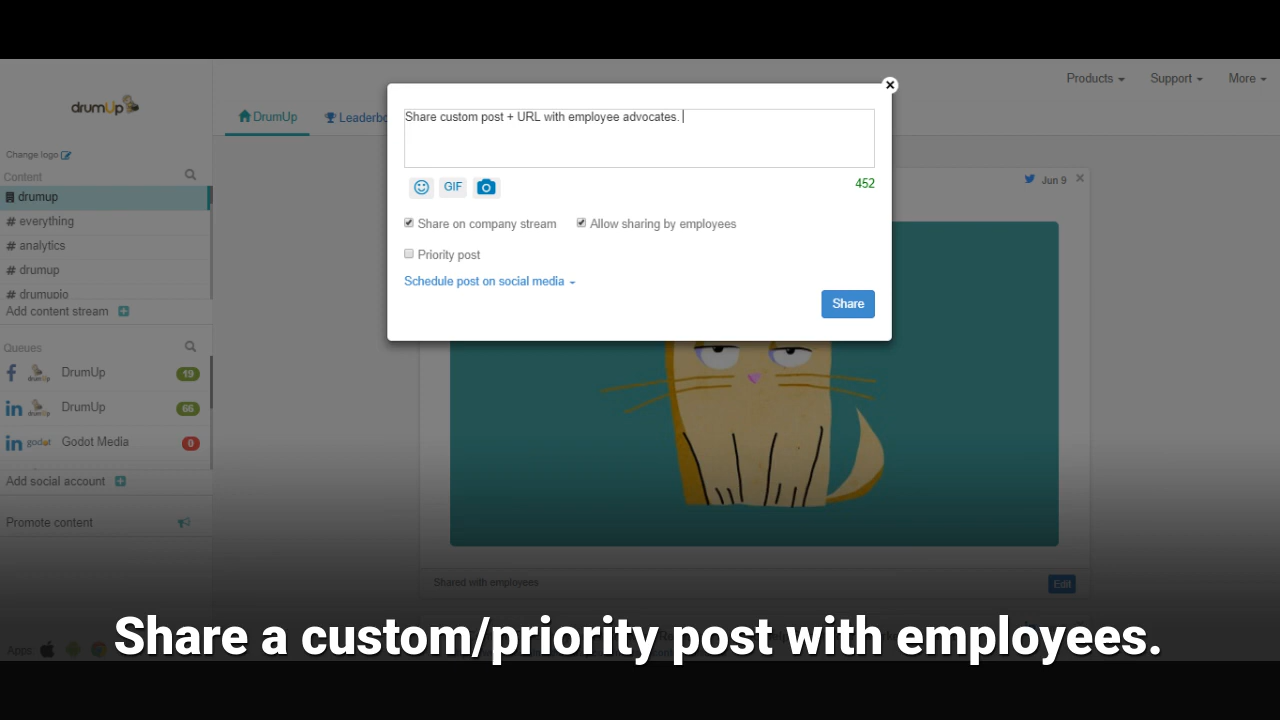 drumUp
Products
Support
More
DrumUp
Leaderbo
Change logo
Content
drumup
# everything
# analytics
# drumup
# drumupio
Add content stream
Queues
DrumUp
19
DrumUp
66
godot
Godot Media
0
Add social account
Promote content
Apps
Share custom post + URL with employee advocates.
GIF
452
Share on company stream
Allow sharing by employees
Priority post
Schedule post on social media
Share
Jun 9
Shared with employees
Edit
Share a custom/priority post with employees.